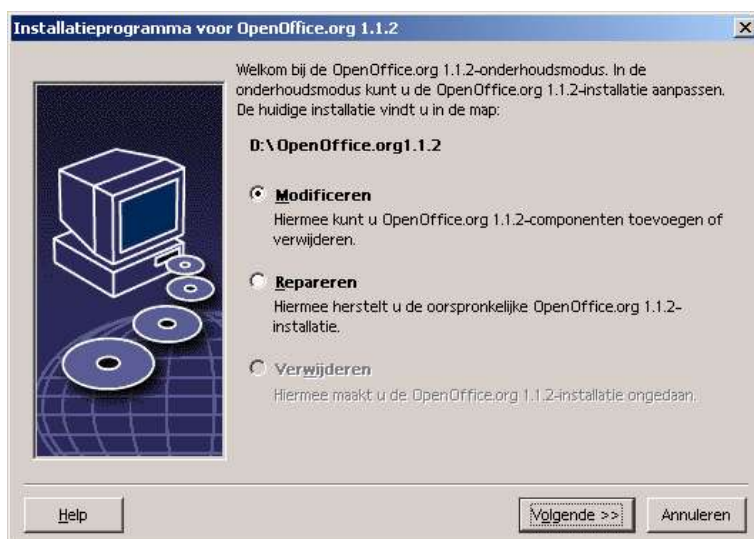 Installatieprogramma voor OpenOffice.org 1.1.2
Welkom bij de OpenOffice.org 1.1.2-onderhoudsmodus. In de
onderhoudsmodus kunt u de OpenOffice.org 1.1.2-installatie aanpassen.
De huidige installatie vindt u in de map:
D:\OpenOffice.org1.1.2
Modificeren
Hiermee kunt u OpenOffice.org 1.1.2-componenten toevoegen of
verwijderen.
Repareren
Hiermee herstelt u de oorspronkelijke OpenOffice.org 1.1.2-
installatie.
Verwijderen
Hiermee maakt u de OpenOffice.org 1.1.2-installatie ongedaan.
Help
Volgende >>
Annuleren